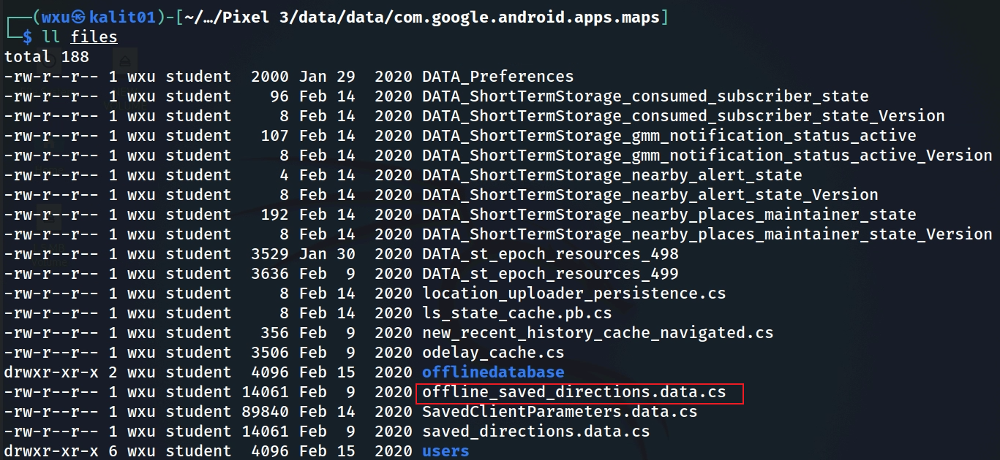 ┌──(wxu㉿kalit01)-[~/…/Pixel 3/data/data/com.google.android.apps.maps]
└─$ ll files
total 188
-rw-r--r-- 1 wxu student  2000 Jan 29  2020 DATA_Preferences
-rw-r--r-- 1 wxu student    96 Feb 14  2020 DATA_ShortTermStorage_consumed_subscriber_state
-rw-r--r-- 1 wxu student     8 Feb 14  2020 DATA_ShortTermStorage_consumed_subscriber_state_Version
-rw-r--r-- 1 wxu student   107 Feb 14  2020 DATA_ShortTermStorage_gmm_notification_status_active
-rw-r--r-- 1 wxu student     8 Feb 14  2020 DATA_ShortTermStorage_gmm_notification_status_active_Version
-rw-r--r-- 1 wxu student     4 Feb 14  2020 DATA_ShortTermStorage_nearby_alert_state
-rw-r--r-- 1 wxu student     8 Feb 14  2020 DATA_ShortTermStorage_nearby_alert_state_Version
-rw-r--r-- 1 wxu student   192 Feb 14  2020 DATA_ShortTermStorage_nearby_places_maintainer_state
-rw-r--r-- 1 wxu student     8 Feb 14  2020 DATA_ShortTermStorage_nearby_places_maintainer_state_Version
-rw-r--r-- 1 wxu student  3529 Jan 30  2020 DATA_st_epoch_resources_498
-rw-r--r-- 1 wxu student  3636 Feb  9  2020 DATA_st_epoch_resources_499
-rw-r--r-- 1 wxu student     8 Feb 14  2020 location_uploader_persistence.cs
-rw-r--r-- 1 wxu student     8 Feb 14  2020 ls_state_cache.pb.cs
-rw-r--r-- 1 wxu student   356 Feb  9  2020 new_recent_history_cache_navigated.cs
-rw-r--r-- 1 wxu student  3506 Feb  9  2020 odelay_cache.cs
drwxr-xr-x 2 wxu student  4096 Feb 15  2020 offlinedatabase
-rw-r--r-- 1 wxu student 14061 Feb  9  2020 offline_saved_directions.data.cs
-rw-r--r-- 1 wxu student 89840 Feb 14  2020 SavedClientParameters.data.cs
-rw-r--r-- 1 wxu student 14061 Feb  9  2020 saved_directions.data.cs
drwxr-xr-x 6 wxu student  4096 Feb 15  2020 users